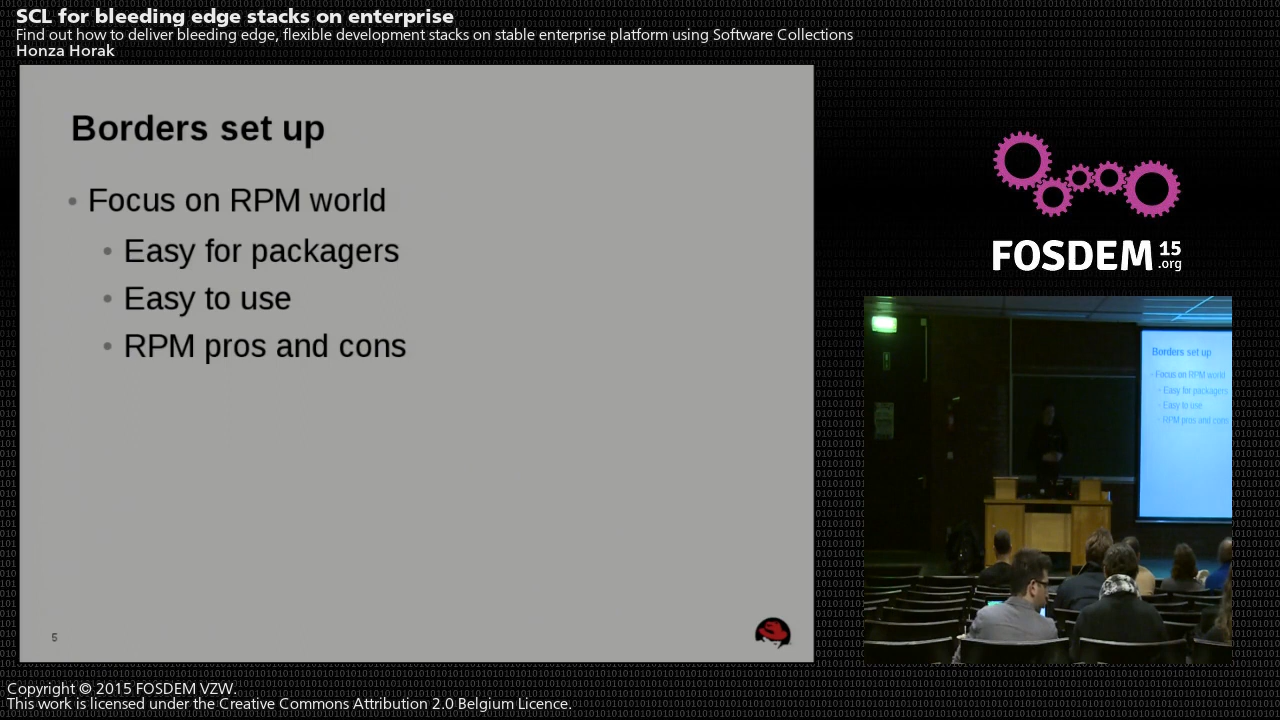 SCL for bleeding edge stacks on enterprise
Find out how to deliver bleeding edge, flexible development stacks on stable enterprise platform using Software Collections
Honza Horak
Borders set up
• Focus on RPM world
• Easy for packagers
• Easy to use
• RPM pros and cons
5
FOSDEM 15
.org
Borders set up
Focus on RPM world
Easy for packagers
Easy to use
RPM pros and cons
Copyright © 2015 FOSDEM VZW.
This work is licensed under the Creative Commons Attribution 2.0 Belgium Licence.